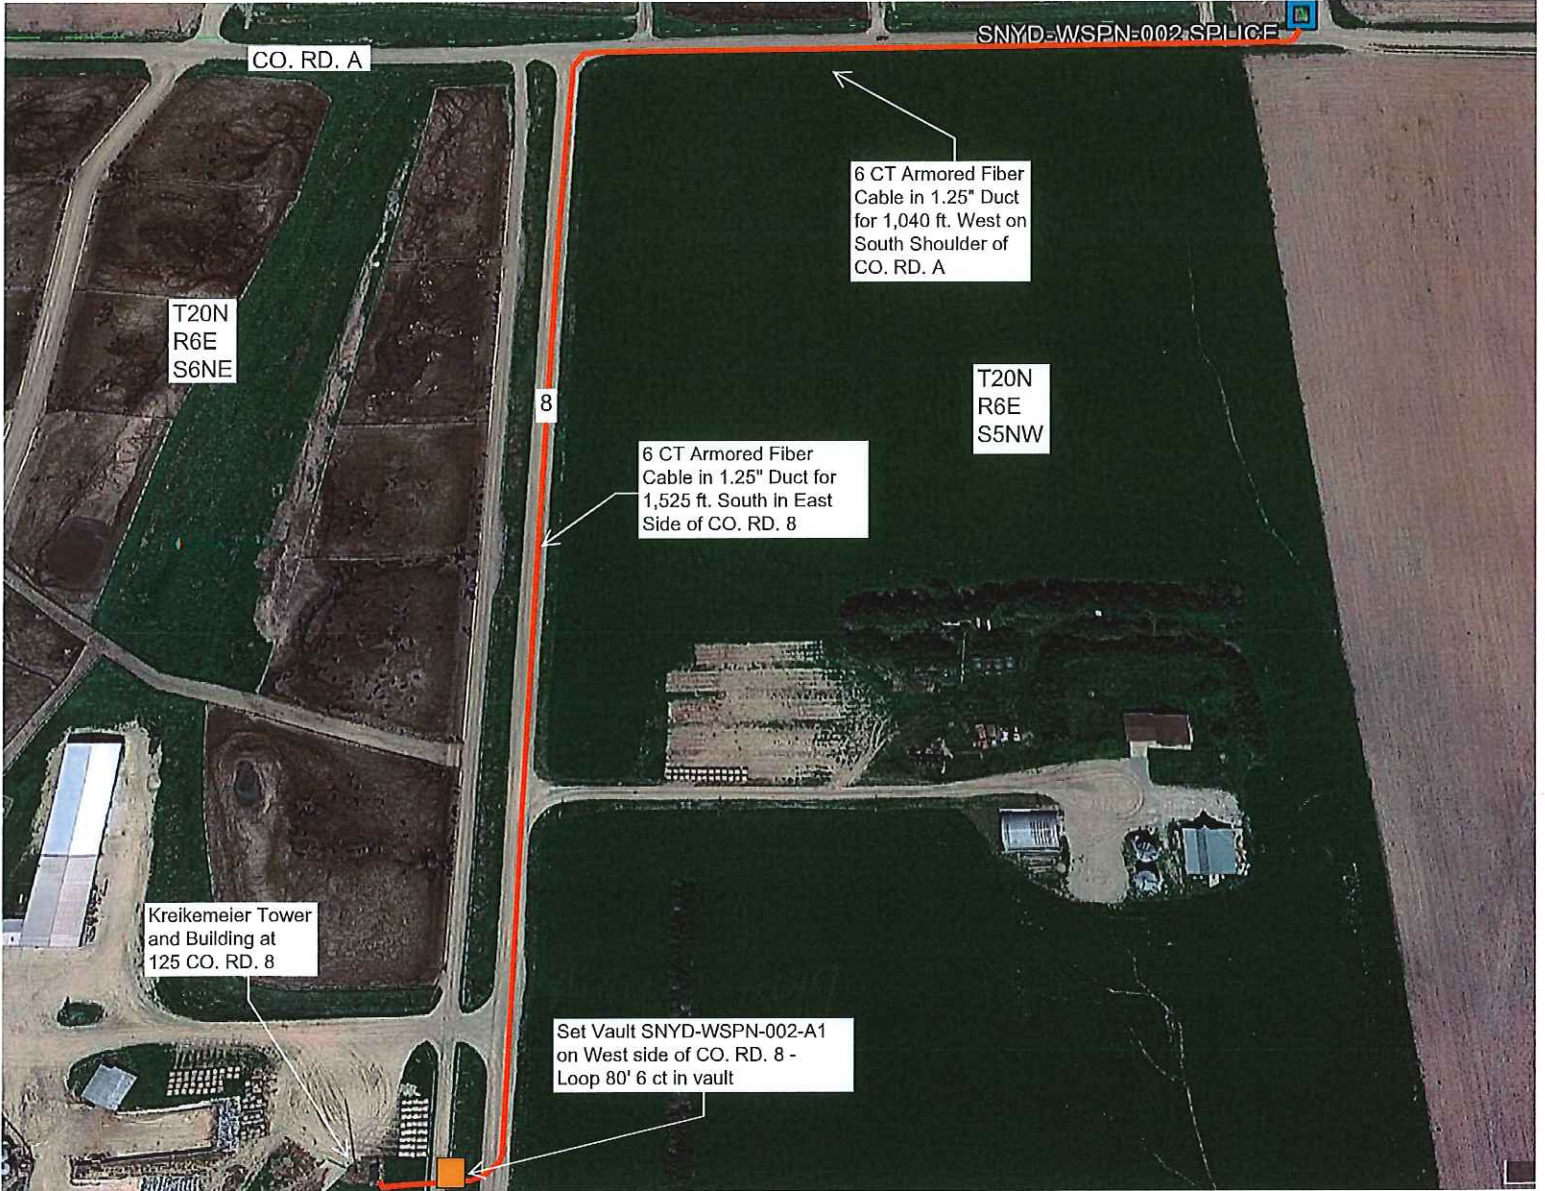 SNYD-WSPN-002 SPLICE
CO. RD. A
6 CT Armored Fiber
Cable in 1.25" Duct
for 1,040 ft. West on
South Shoulder of
CO. RD. A
T20N
R6E
S6NE
T20N
R6E
S5NW
8
6 CT Armored Fiber
Cable in 1.25" Duct for
1,525 ft. South in East
Side of CO. RD. 8
Kreikemeier Tower
and Building at
125 CO. RD. 8
Set Vault SNYD-WSPN-002-A1
on West side of CO. RD. 8 -
Loop 80' 6 ct in vault